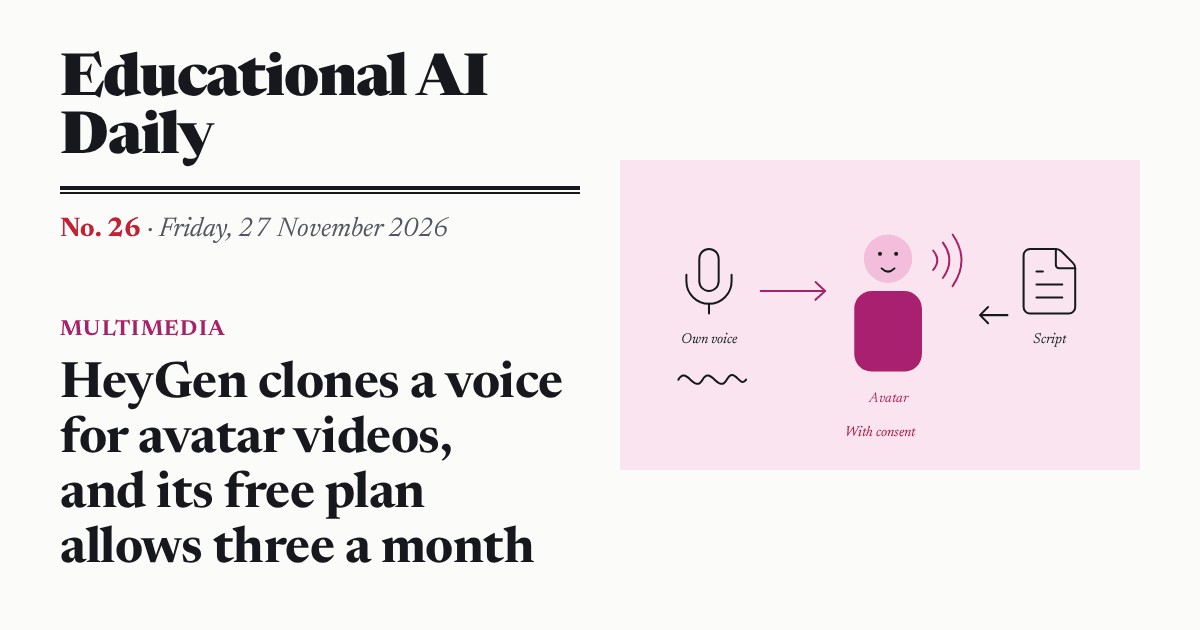 Educational AI
Daily
No. 26 · Friday, 27 November 2026
MULTIMEDIA
HeyGen clones a voice
for avatar videos,
and its free plan
allows three a month
Own voice
Script
Avatar
With consent